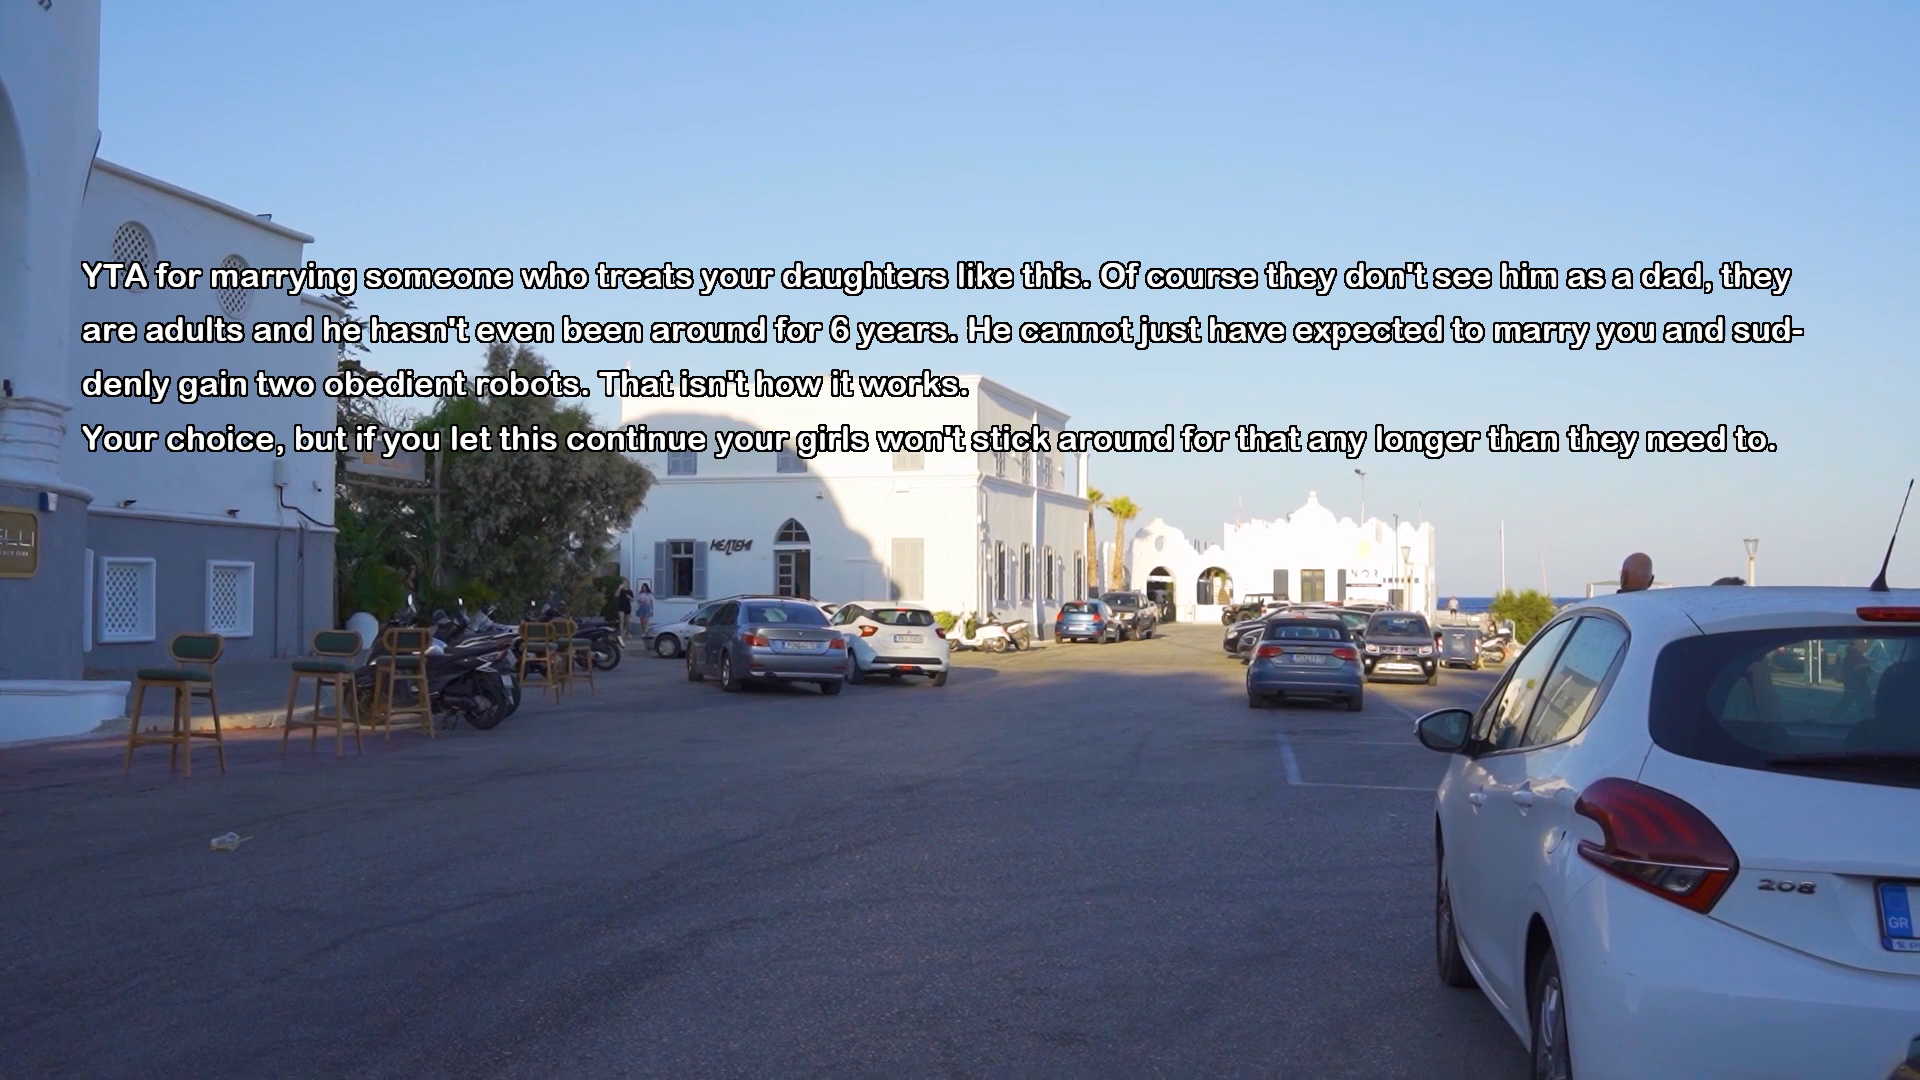 YTA for marrying someone who treats your daughters like this. Of course they don't see him as a dad, they
are adults and he hasn't even been around for 6 years. He cannot just have expected to marry you and sud-
denly gain two obedient robots. That isn't how it works.
Your choice, but if you let this continue your girls won't stick around for that any longer than they need to.
ΜΕΛΤΕΜΙ
208
GR